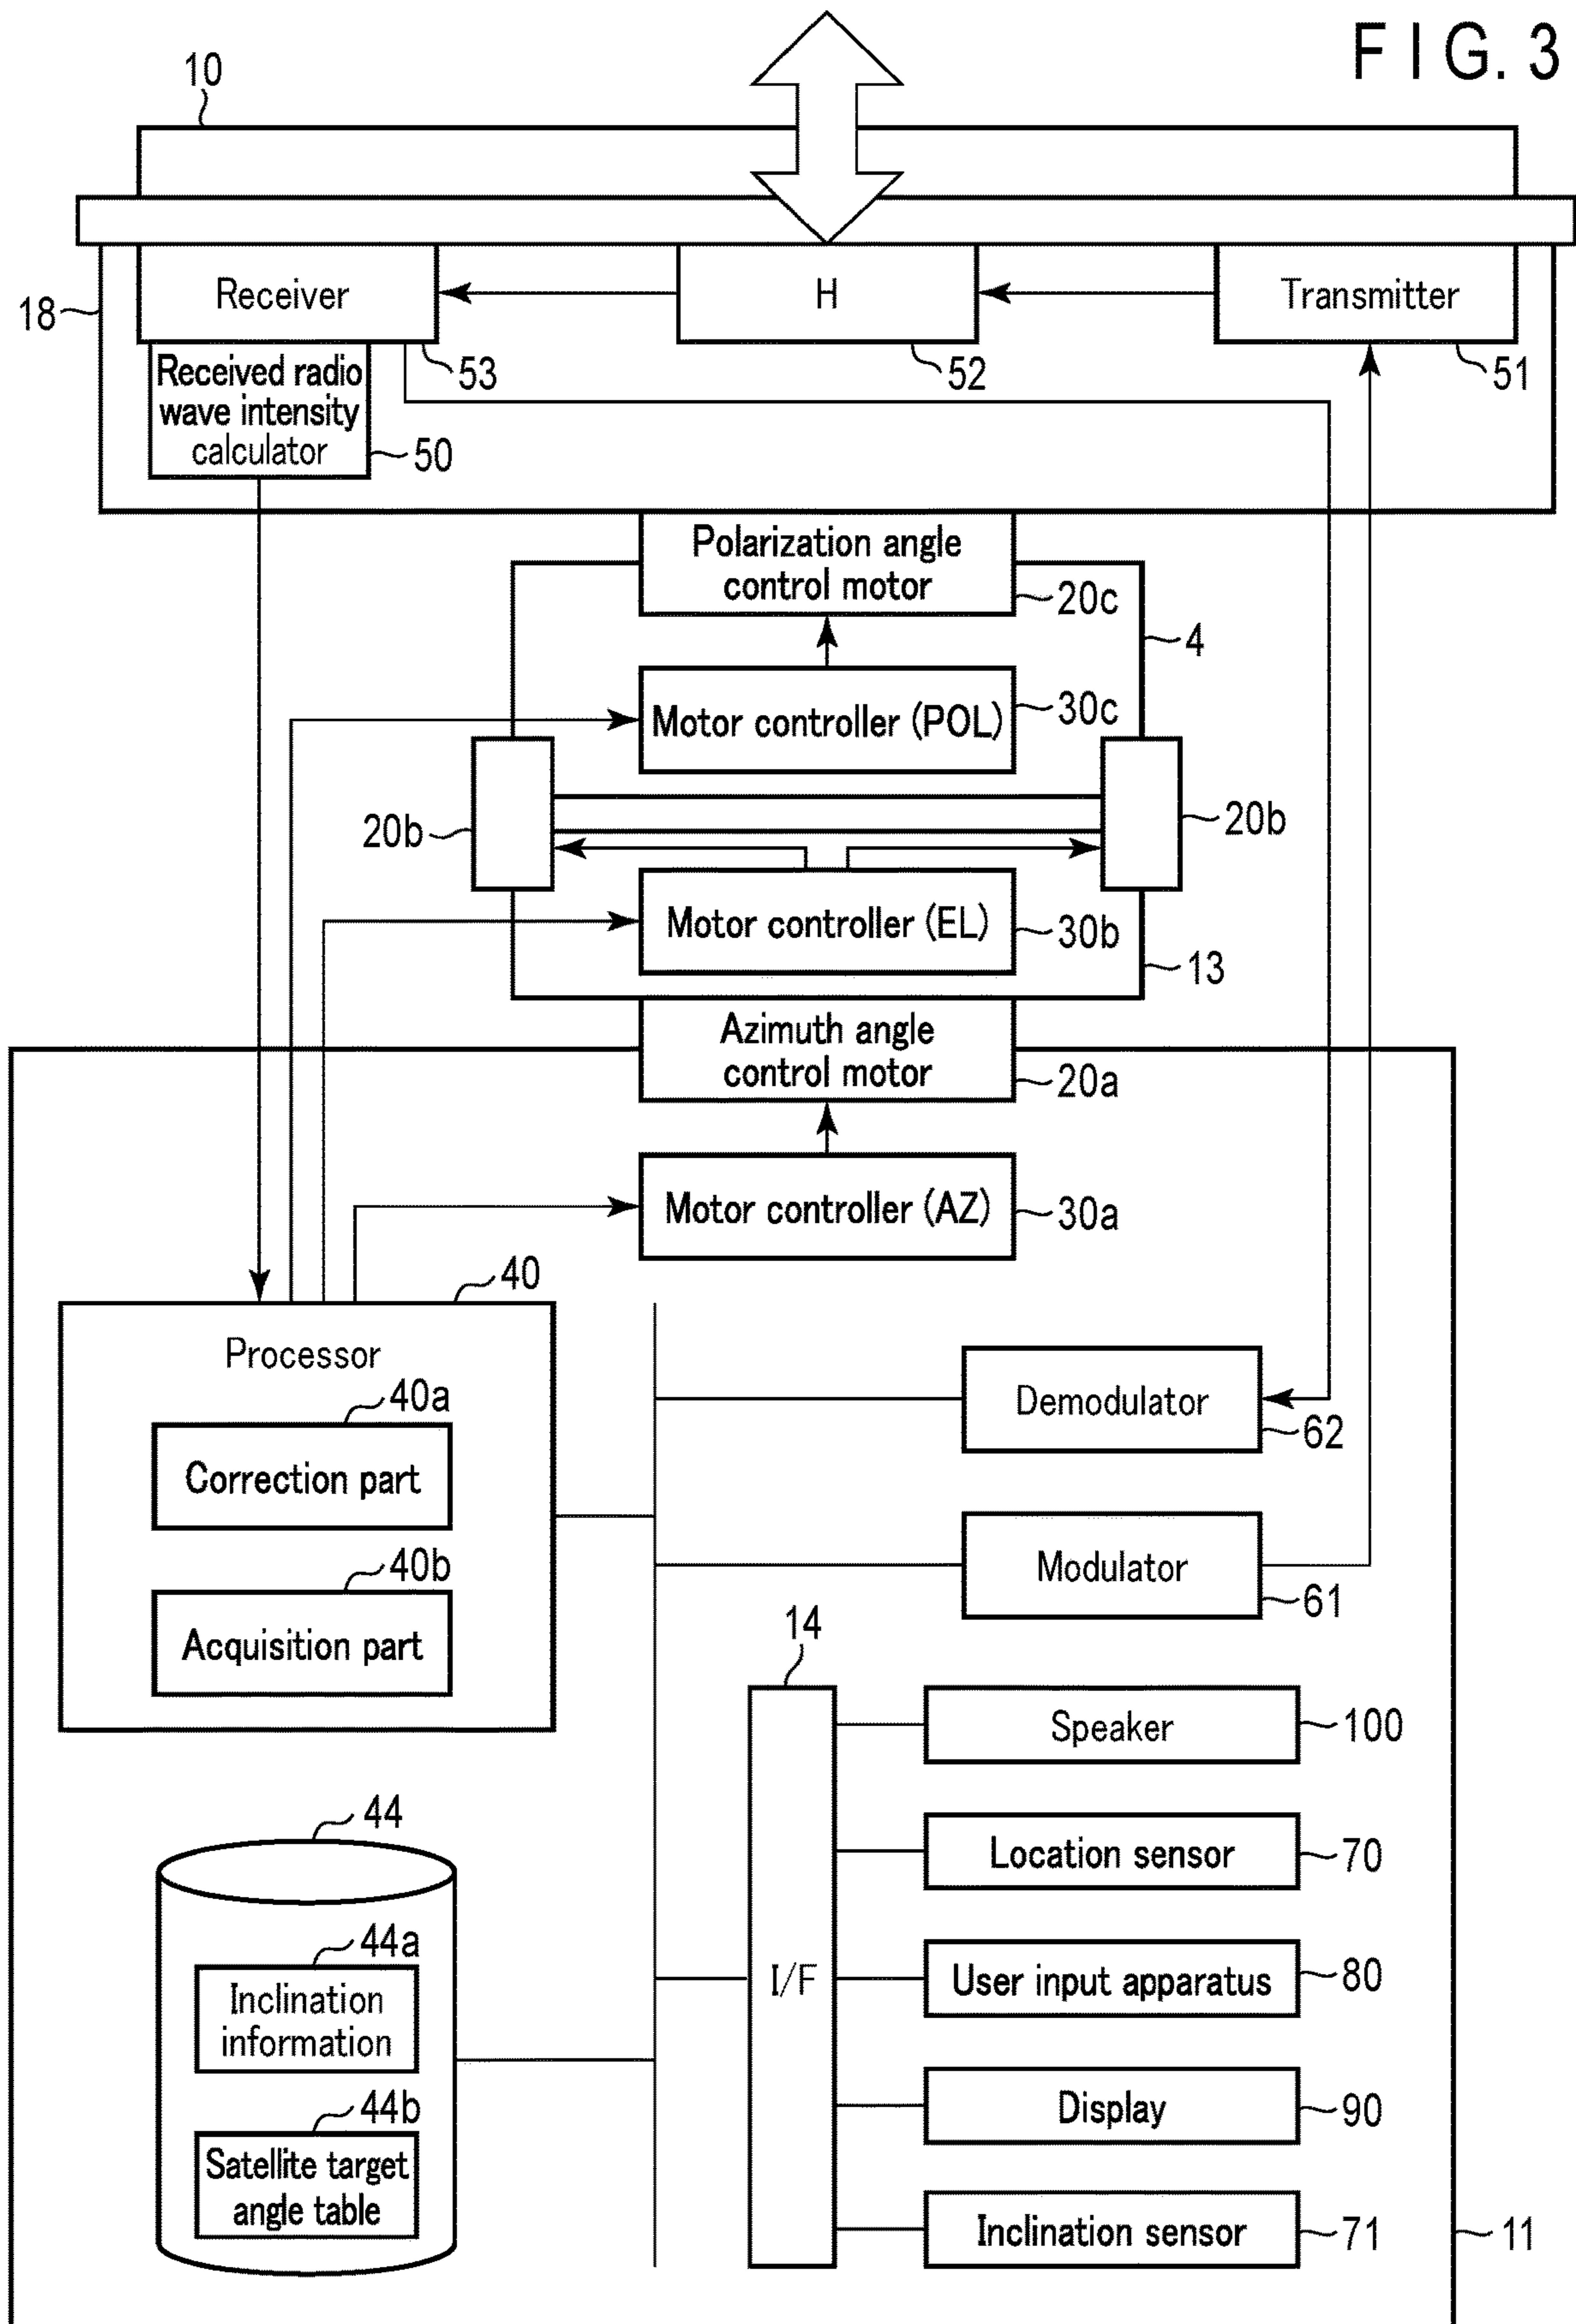 FIG. 3
10
18
Receiver
H
Transmitter
53
52
51
Received radio
wave intensity
calculator
50
Polarization angle
control motor
20c
4
Motor controller (POL)
30c
20b
20b
Motor controller (EL)
30b
13
Azimuth angle
control motor
20a
Motor controller (AZ)
30a
40
Processor
40a
Correction part
40b
Acquisition part
Demodulator
62
Modulator
61
14
I/F
Speaker
100
Location sensor
70
User input apparatus
80
Display
90
Inclination sensor
71
11
44
44a
Inclination
information
44b
Satellite target
angle table